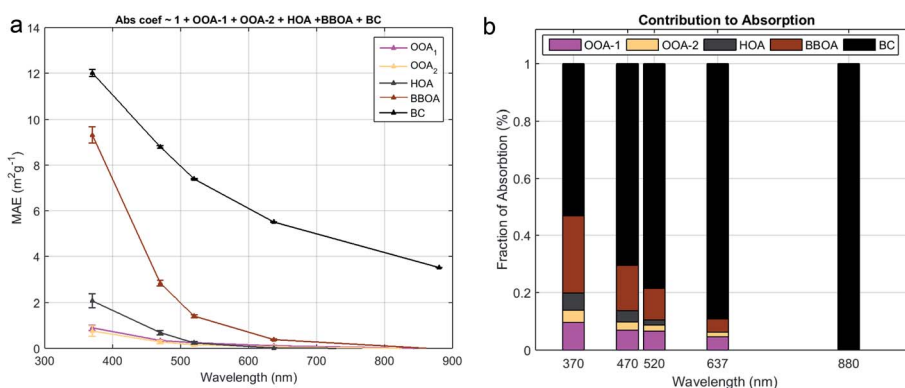 a
Abs coef ~ 1 + OOA-1 + OOA-2 + HOA +BBOA + BC
14
12
10
8
6
4
2
0
MAE (m²g⁻¹)
OOA₁
OOA₂
HOA
BBOA
BC
300 400 500 600 700 800 900
Wavelength (nm)
b
Contribution to Absorption
OOA-1 OOA-2 HOA BBOA BC
1
0.8
0.6
0.4
0.2
0
Fraction of Absorbtion (%)
370 470 520 637 880
Wavelength (nm)